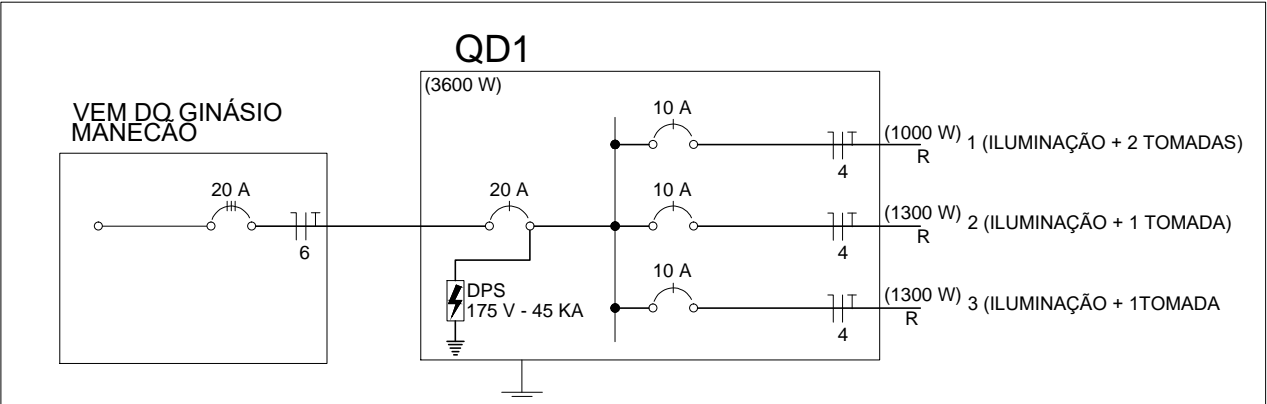 QD1
(3600 W)
VEM DO GINÁSIO
MANECÃO
20 A
6
20 A
DPS
175 V - 45 KA
10 A
4
(1000 W)
R
1 (ILUMINAÇÃO + 2 TOMADAS)
10 A
4
(1300 W)
R
2 (ILUMINAÇÃO + 1 TOMADA)
10 A
4
(1300 W)
R
3 (ILUMINAÇÃO + 1TOMADA